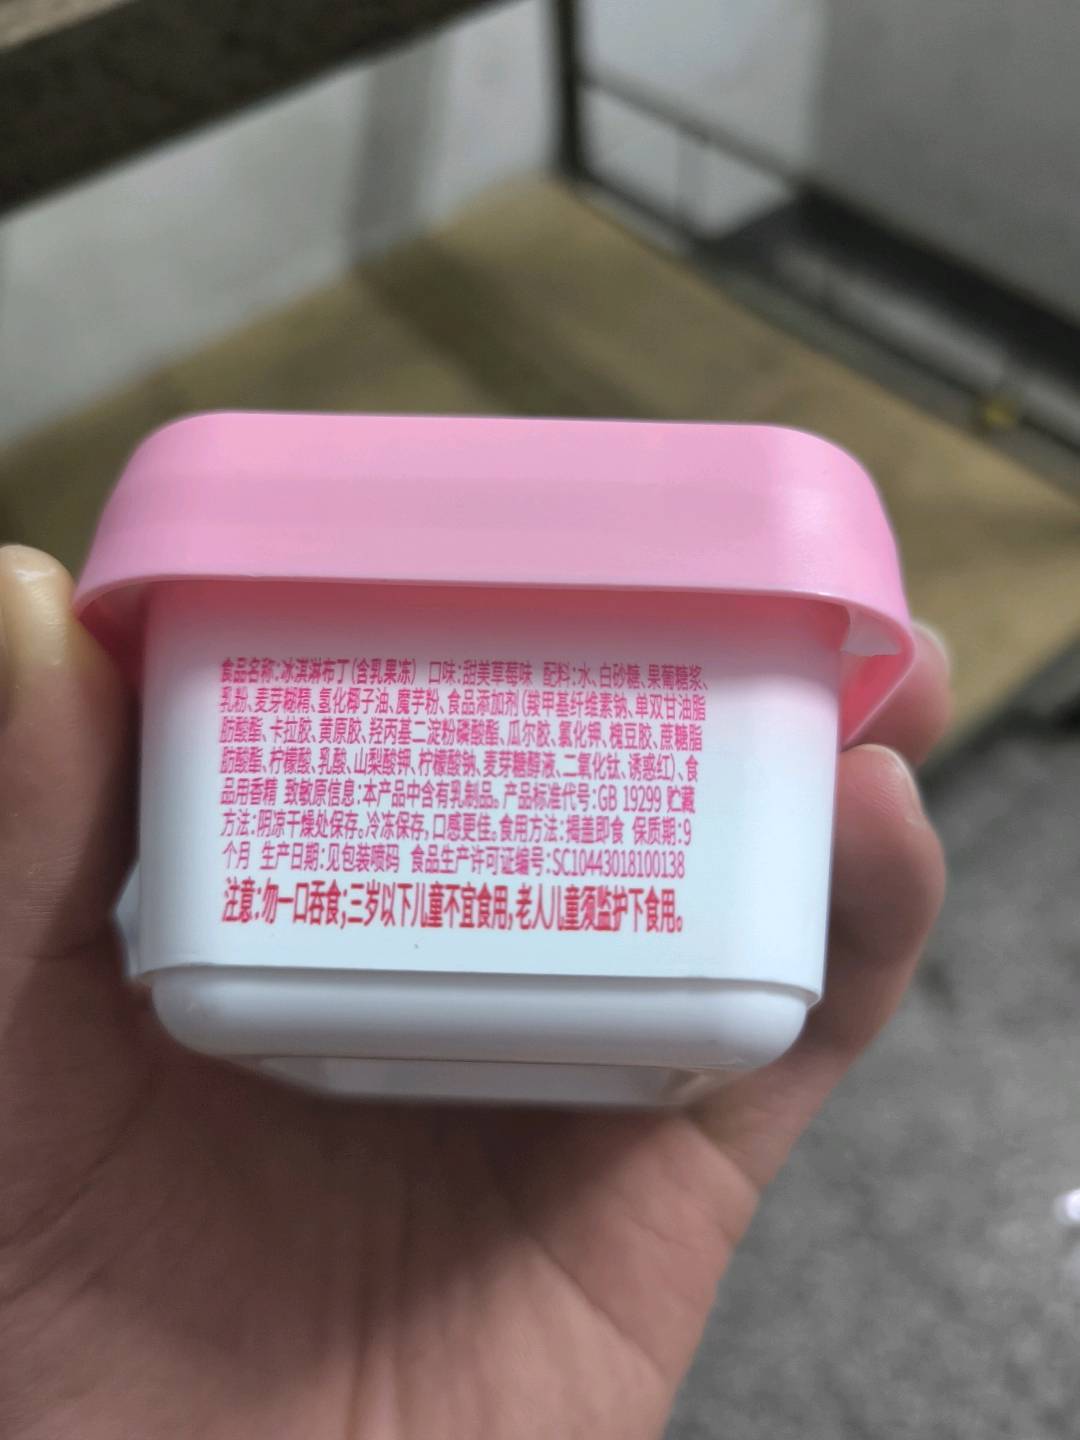 食品名称:冰淇淋布丁(含乳果冻) 口味:甜美草莓味 配料:水、白砂糖、果葡糖浆、
乳粉、麦芽糊精、氢化椰子油、魔芋粉、食品添加剂(羧甲基纤维素钠、单双甘油脂
肪酸酯、卡拉胶、黄原胶、羟丙基二淀粉磷酸酯、瓜尔胶、氯化钾、槐豆胶、蔗糖脂
肪酸酯、柠檬酸、乳酸、山梨酸钾、柠檬酸钠、麦芽糖醇液、二氧化钛、诱惑红)、食
品用香精 致敏原信息:本产品中含有乳制品。产品标准代号:GB 19299 贮藏
方法:阴凉干燥处保存。冷冻保存,口感更佳。食用方法:揭盖即食 保质期:9
个月 生产日期:见包装喷码 食品生产许可证编号:SC10443018100138
注意:勿一口吞食;三岁以下儿童不宜食用,老人儿童须监护下食用。